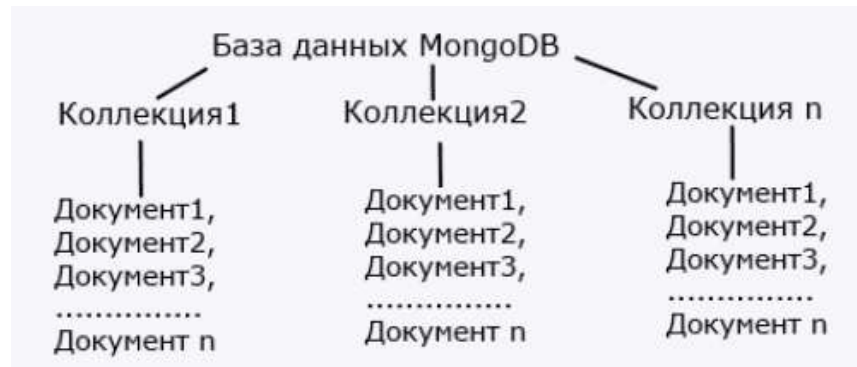 База данных MongoDB
Коллекция1
Коллекция2
Коллекция n
Документ1,
Документ2,
Документ3,
...............
Документ n
Документ1,
Документ2,
Документ3,
...............
Документ n
Документ1,
Документ2,
Документ3,
...............
Документ n